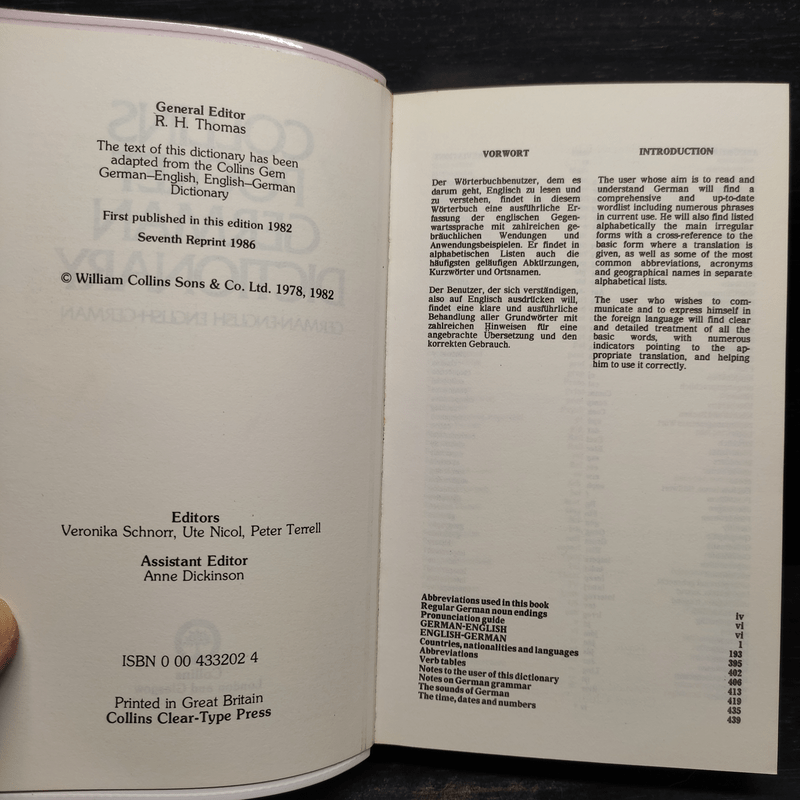 General Editor
R. H. Thomas
The text of this dictionary has been
adapted from the Collins Gem
German–English, English–German
Dictionary
First published in this edition 1982
Seventh Reprint 1986
© William Collins Sons & Co. Ltd. 1978, 1982
Editors
Veronika Schnorr, Ute Nicol, Peter Terrell
Assistant Editor
Anne Dickinson
ISBN 0 00 433202 4
Printed in Great Britain
Collins Clear-Type Press
VORWORT
Der Wörterbuchbenutzer, dem es
darum geht, Englisch zu lesen und
zu verstehen, findet in diesem
Wörterbuch eine ausführliche Er-
fassung der englischen Gegen-
wartssprache mit zahlreichen ge-
bräuchlichen Wendungen und
Anwendungsbeispielen. Er findet in
alphabetischen Listen auch die
häufigsten geläufigen Abkürzungen,
Kurzwörter und Ortsnamen.
Der Benutzer, der sich verständigen,
also auf Englisch ausdrücken will,
findet eine klare und ausführliche
Behandlung aller Grundwörter mit
zahlreichen Hinweisen für eine
angebrachte Übersetzung und den
korrekten Gebrauch.
INTRODUCTION
The user whose aim is to read and
understand German will find a
comprehensive and up-to-date
wordlist including numerous phrases
in current use. He will also find listed
alphabetically the main irregular
forms with a cross-reference to the
basic form where a translation is
given, as well as some of the most
common abbreviations, acronyms
and geographical names in separate
alphabetical lists.
The user who wishes to com-
municate and to express himself in
the foreign language will find clear
and detailed treatment of all the
basic words, with numerous
indicators pointing to the ap-
propriate translation, and helping
him to use it correctly.
Abbreviations used in this book iv
Regular German noun endings vi
Pronunciation guide vi
GERMAN-ENGLISH 1
ENGLISH-GERMAN 193
Countries, nationalities and languages 395
Abbreviations 402
Verb tables 406
Notes to the user of this dictionary 413
Notes on German grammar 419
The sounds of German 435
The time, dates and numbers 439